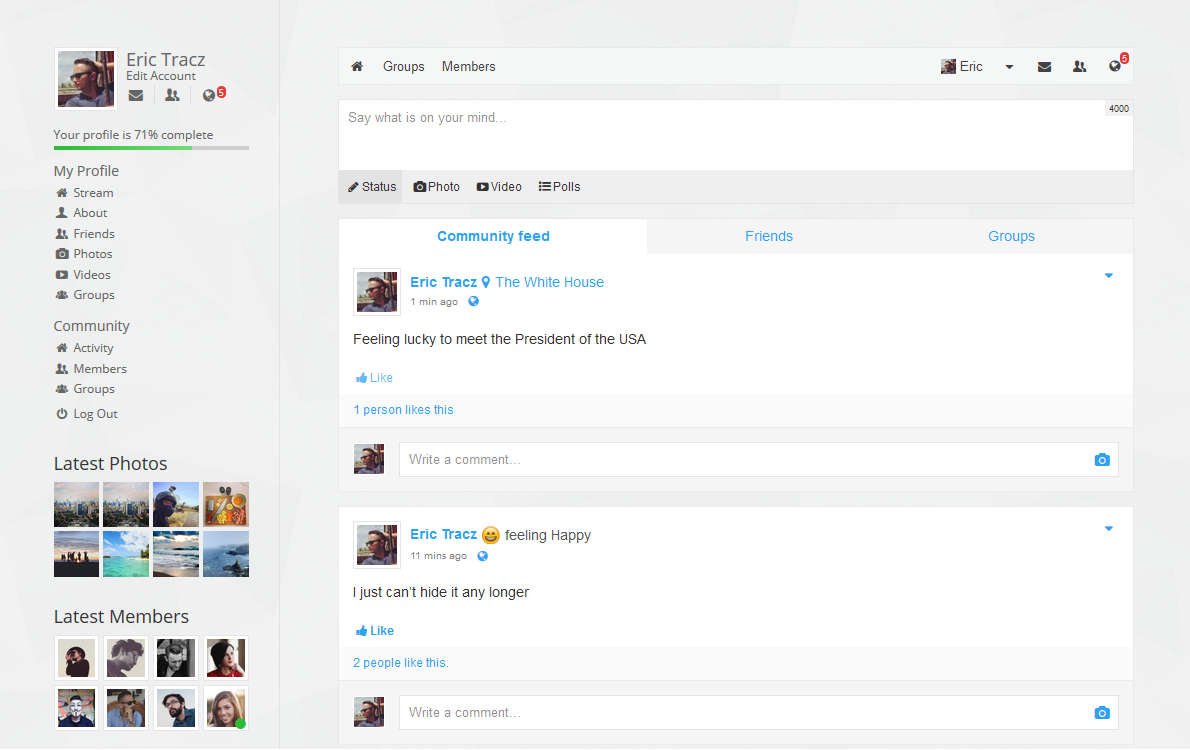 Eric Tracz
Edit Account
5
Your profile is 71% complete
My Profile
Stream
About
Friends
Photos
Videos
Groups
Community
Activity
Members
Groups
Log Out
Latest Photos
Latest Members
Groups Members Eric 5
Say what is on your mind... 4000
Status Photo Video Polls
Community feed Friends Groups
Eric Tracz The White House
1 min ago
Feeling lucky to meet the President of the USA
Like
1 person likes this
Write a comment...
Eric Tracz feeling Happy
11 mins ago
I just can't hide it any longer
Like
2 people like this.
Write a comment...